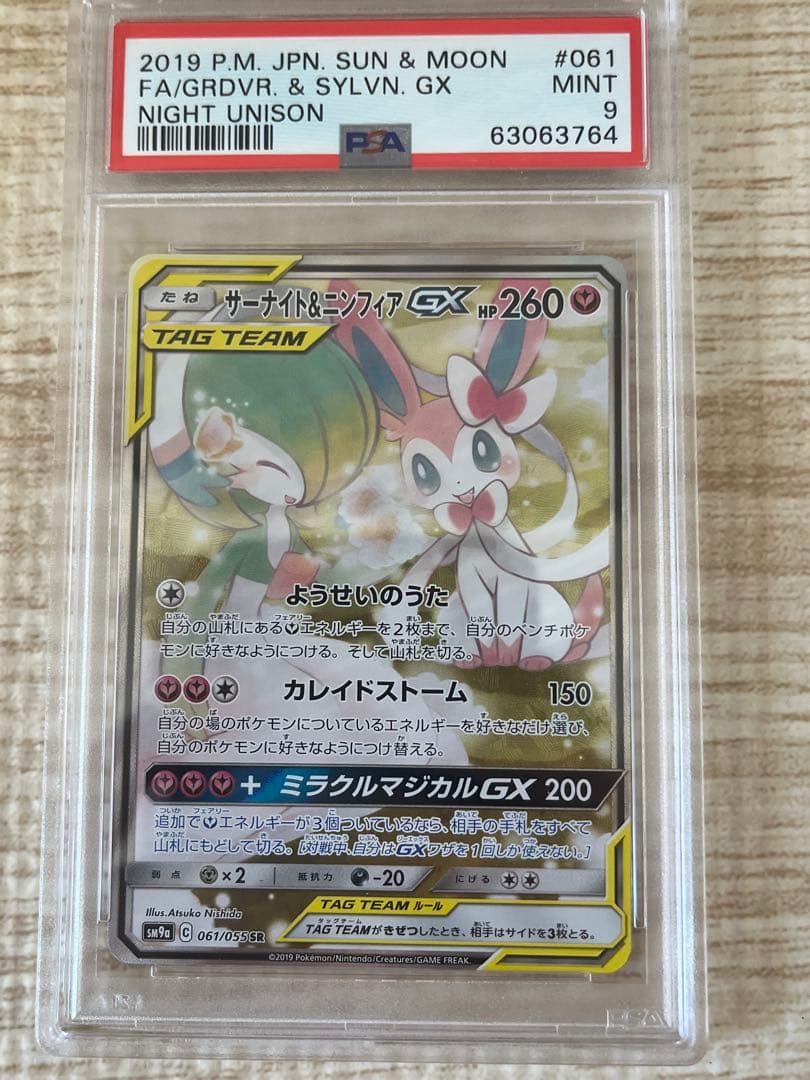 2019 P.M. JPN. SUN & MOON #061
FA/GRDVR. & SYLVN. GX MINT
NIGHT UNISON 9
PSA 63063764
たね サーナイト&ニンフィアGX HP260
TAG TEAM
ようせいのうた
自分の山札にあるエネルギーを2枚まで、自分のベンチポケ
モンに好きなようにつける。そして山札を切る。
カレイドストーム 150
自分の場のポケモンについているエネルギーを好きなだけ選び、
自分のポケモンに好きなようにつけ替える。
+ ミラクルマジカルGX 200
追加でエネルギーが3個ついているなら、相手の手札をすべて
山札にもどして切る。[対戦中、自分はGXワザを1回しか使えない。]
弱点 ×2 抵抗力 -20 にげる
Illus.Atsuko Nishida
TAG TEAM ルール
TAG TEAMがきぜつしたとき、相手はサイドを3枚とる。
SM9a C 061/055 SR
©2019 Pokémon/Nintendo/Creatures/GAME FREAK.